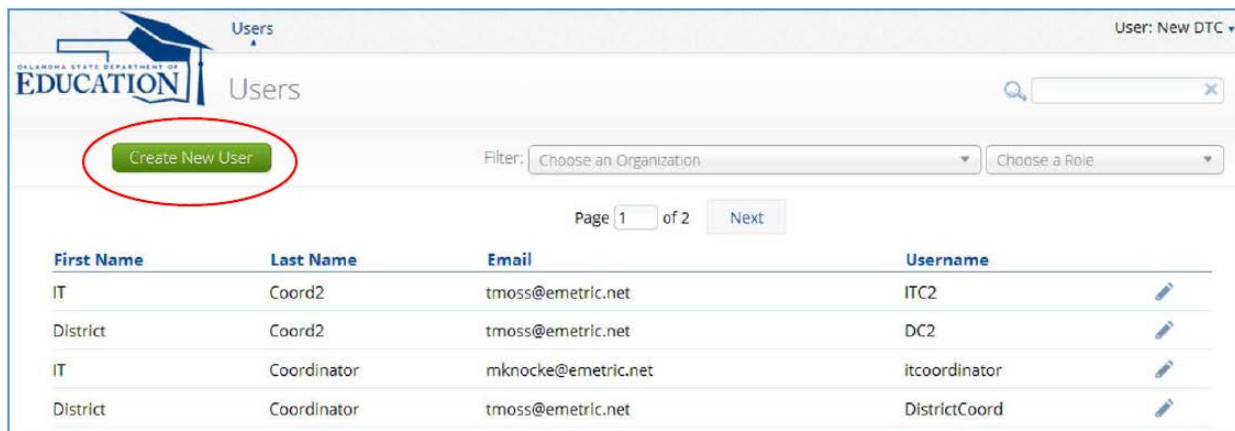 Users
User: New DTC
OKLAHOMA STATE DEPARTMENT OF
EDUCATION
Users
Create New User
Filter: Choose an Organization Choose a Role
Page 1 of 2 Next
First Name Last Name Email Username
IT Coord2 tmoss@emetric.net ITC2
District Coord2 tmoss@emetric.net DC2
IT Coordinator mknocke@emetric.net itcoordinator
District Coordinator tmoss@emetric.net DistrictCoord